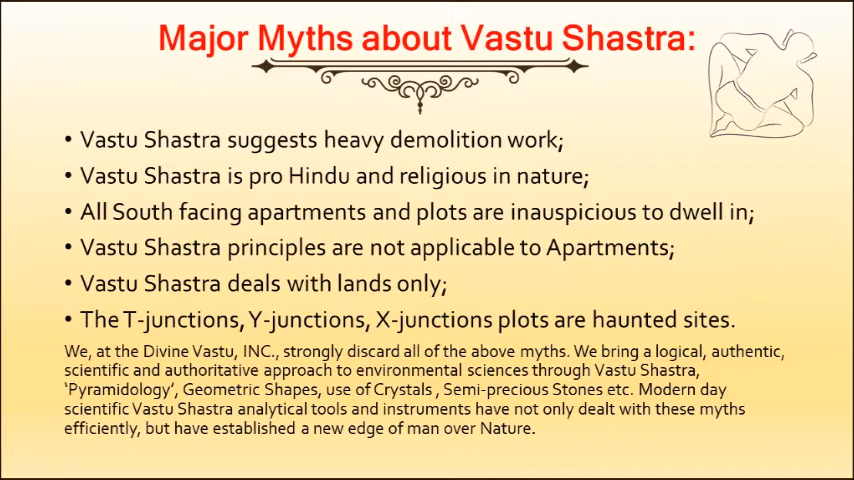 Major Myths about Vastu Shastra:
• Vastu Shastra suggests heavy demolition work;
• Vastu Shastra is pro Hindu and religious in nature;
• All South facing apartments and plots are inauspicious to dwell in;
• Vastu Shastra principles are not applicable to Apartments;
• Vastu Shastra deals with lands only;
• The T-junctions, Y-junctions, X-junctions plots are haunted sites.
We, at the Divine Vastu, INC., strongly discard all of the above myths. We bring a logical, authentic,
scientific and authoritative approach to environmental sciences through Vastu Shastra,
‘Pyramidology’, Geometric Shapes, use of Crystals , Semi-precious Stones etc. Modern day
scientific Vastu Shastra analytical tools and instruments have not only dealt with these myths
efficiently, but have established a new edge of man over Nature.